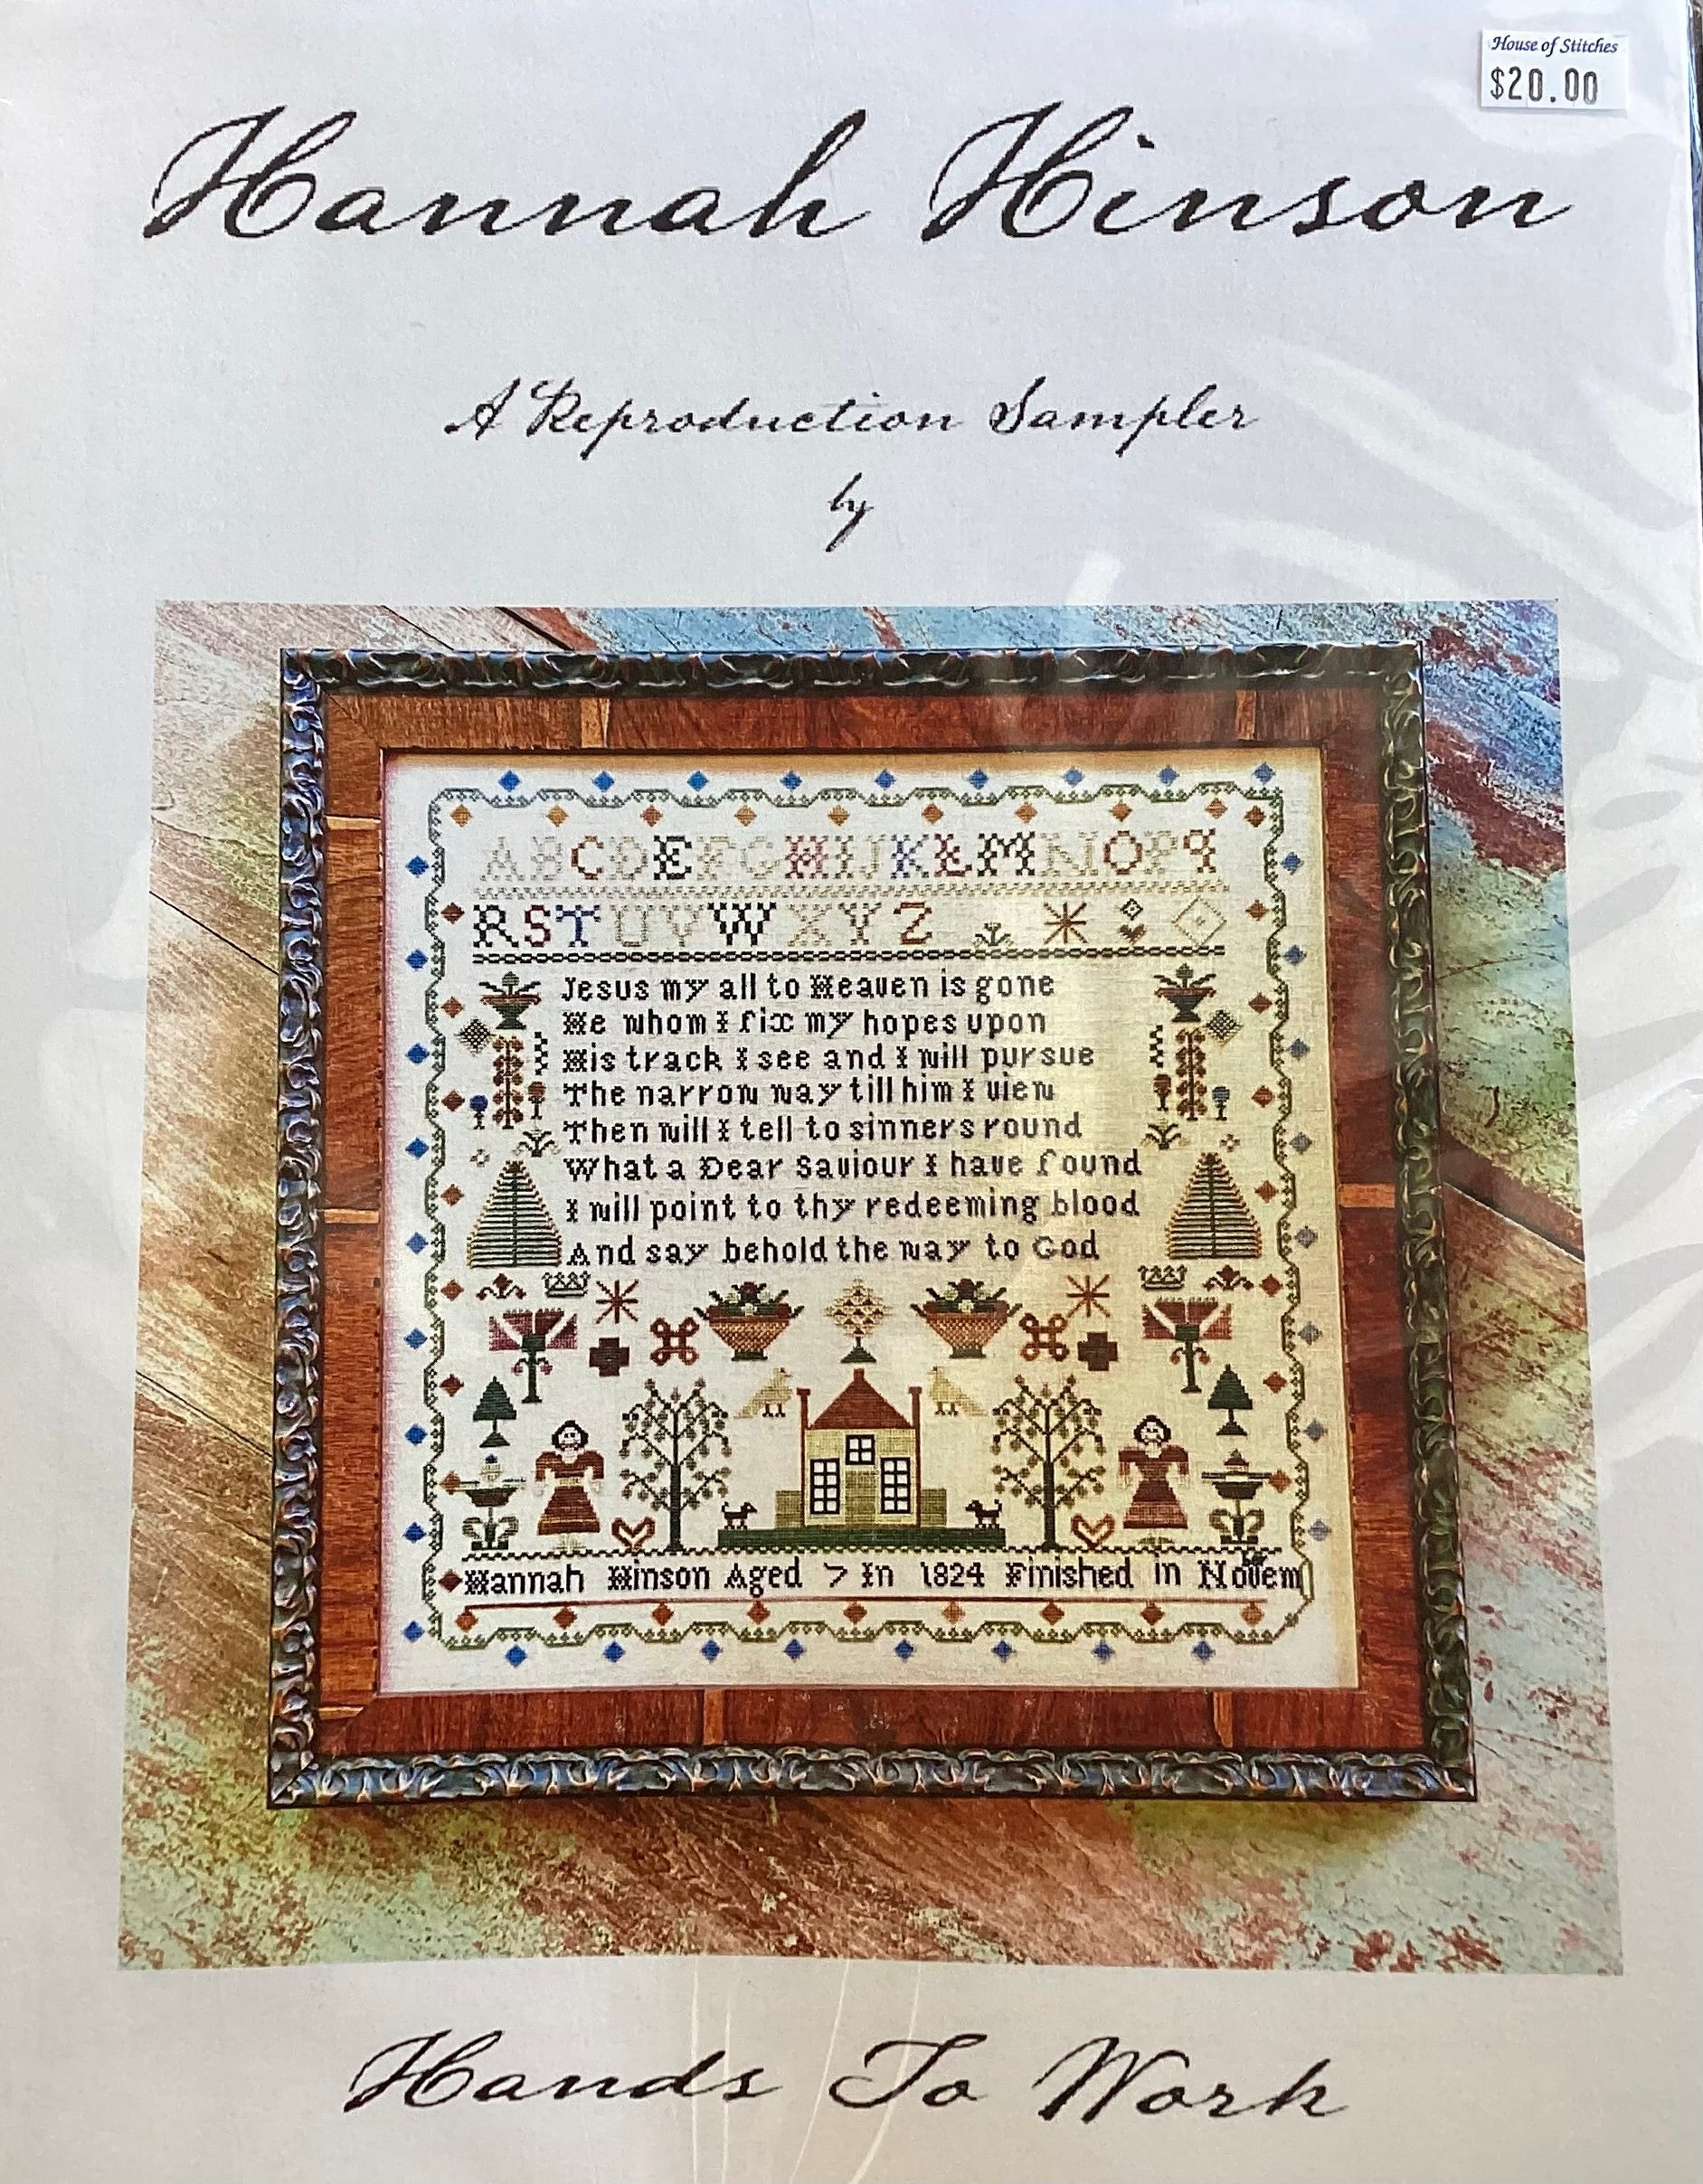 House of Stitches
$20.00
Hannah Hinson
A Reproduction Sampler
by
ABCDEFGHIJKLMNOPq
RSTUVWXYZ
Jesus my all to Heaven is gone
He whom I fix my hopes upon
His track I see and I will pursue
The narrow way till him I view
Then will I tell to sinners round
What a Dear Saviour I have found
I will point to thy redeeming blood
And say behold the way to God
Hannah Hinson Aged 7 In 1824 Finished in Novem
br
Hands To Work